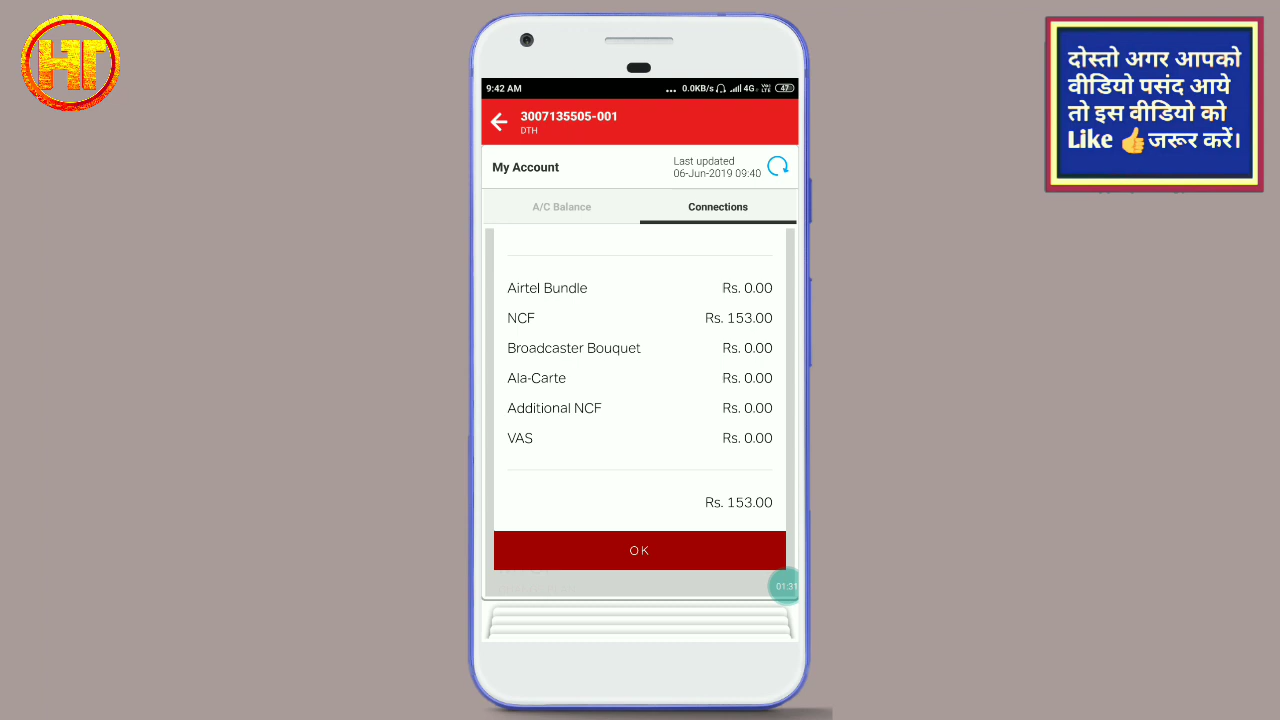 HT
दोस्तो अगर आपको
वीडियो पसंद आये
तो इस वीडियो को
Like 👍जरूर करें।
9:42 AM
... 0.0KB/s 4G Vo LTE 47
3007135505-001
DTH
My Account
Last updated
06-Jun-2019 09:40
A/C Balance Connections
Airtel Bundle Rs. 0.00
NCF Rs. 153.00
Broadcaster Bouquet Rs. 0.00
Ala-Carte Rs. 0.00
Additional NCF Rs. 0.00
VAS Rs. 0.00
Rs. 153.00
OK
01:31